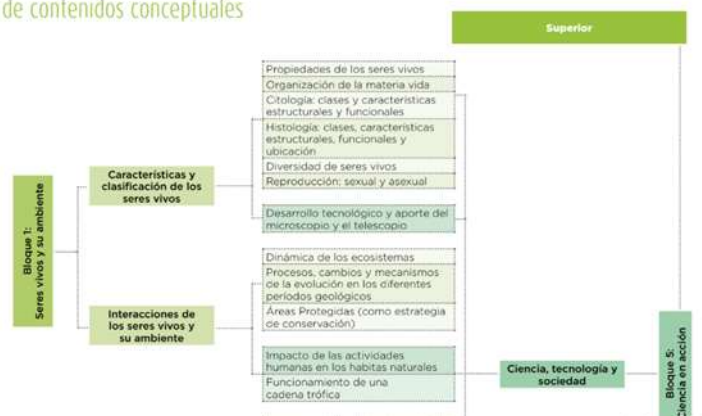 de contenidos conceptuales
Superior
Propiedades de los seres vivos
Organización de la materia vida
Citología: clases y características
estructurales y funcionales
Histología: clases, características
estructurales, funcionales y
ubicación
Diversidad de seres vivos
Reproducción: sexual y asexual
Desarrollo tecnológico y aporte del
microscopio y el telescopio
Características y
clasificación de los
seres vivos
Bloque 1:
Seres vivos y su ambiente
Dinámica de los ecosistemas
Procesos, cambios y mecanismos
de la evolución en los diferentes
períodos geológicos
Áreas Protegidas (como estrategia
de conservación)
Interacciones de
los seres vivos y
su ambiente
Impacto de las actividades
humanas en los habitas naturales
Funcionamiento de una
cadena trófica
Ciencia, tecnología y
sociedad
Bloque 5:
Ciencia en acción